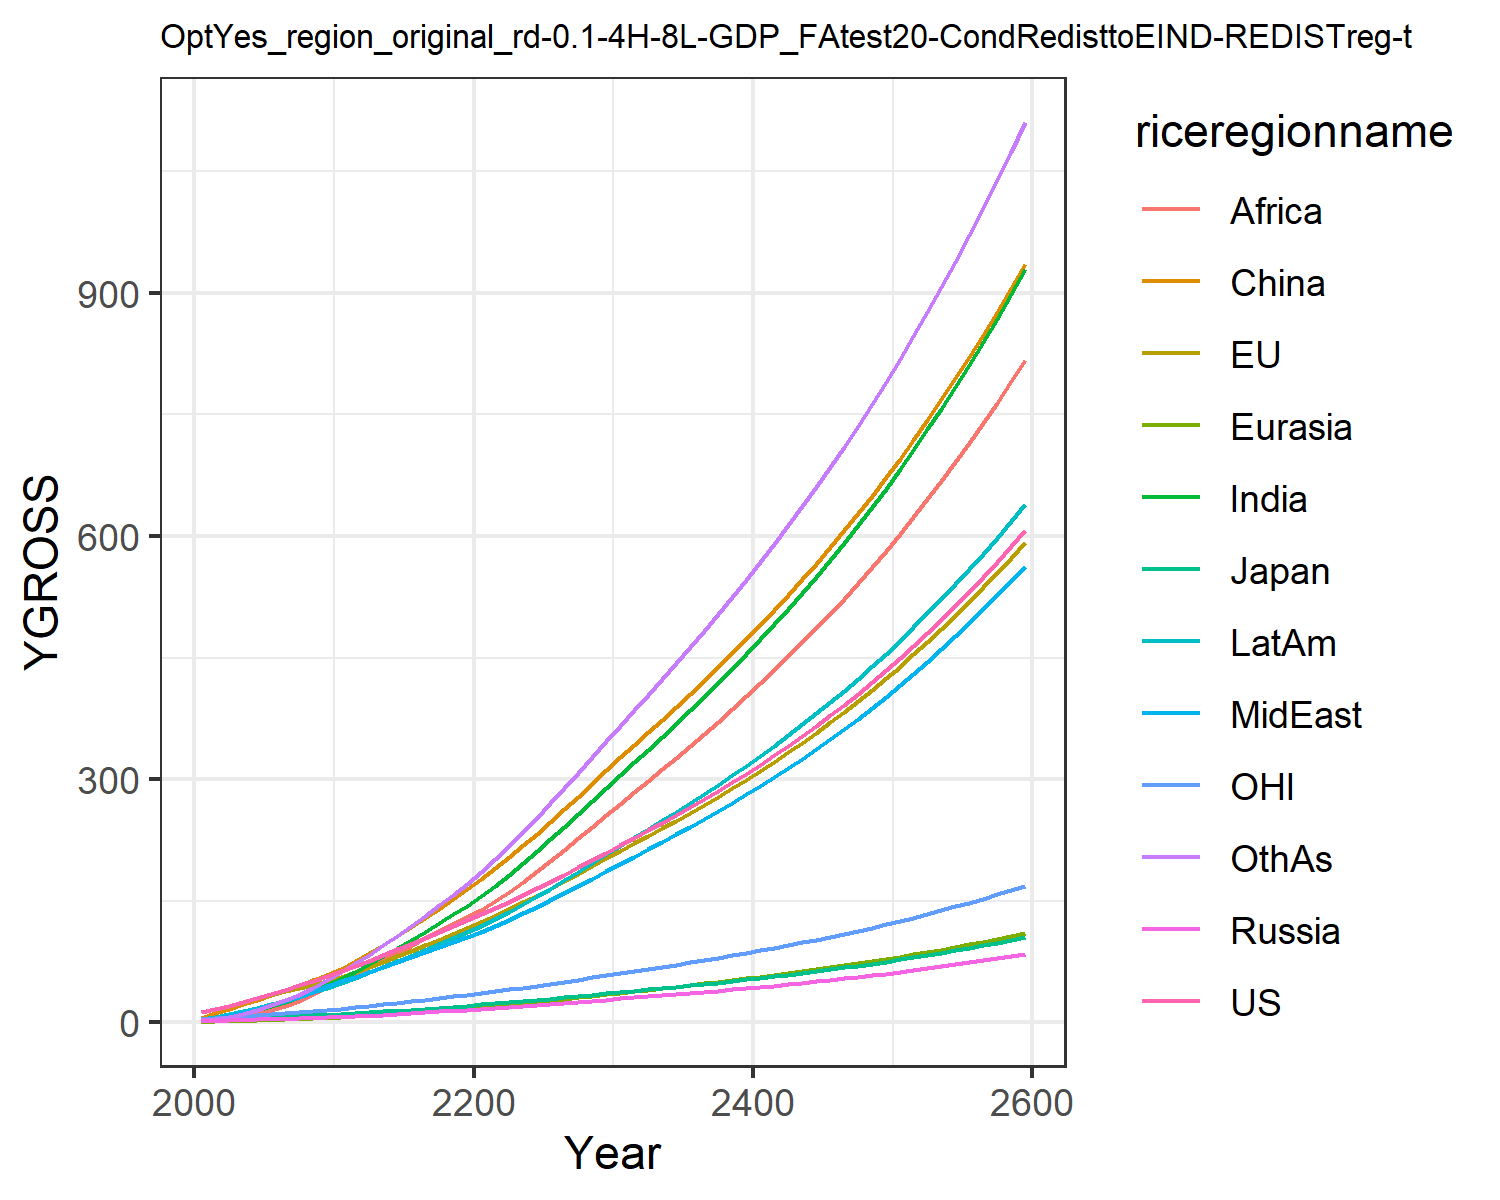 OptYes_region_original_rd-0.1-4H-8L-GDP_FAtest20-CondRedisttoEIND-REDISTreg-t
riceregionname
Africa
China
EU
Eurasia
India
Japan
LatAm
MidEast
OHI
OthAs
Russia
US
YGROSS
900
600
300
0
2000 2200 2400 2600
Year